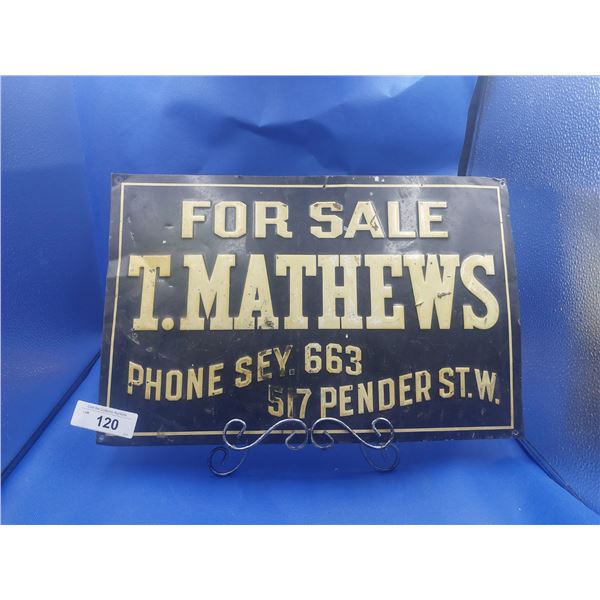 FOR SALE
T. MATHEWS
PHONE SEY. 663
517 PENDER ST. W.
120